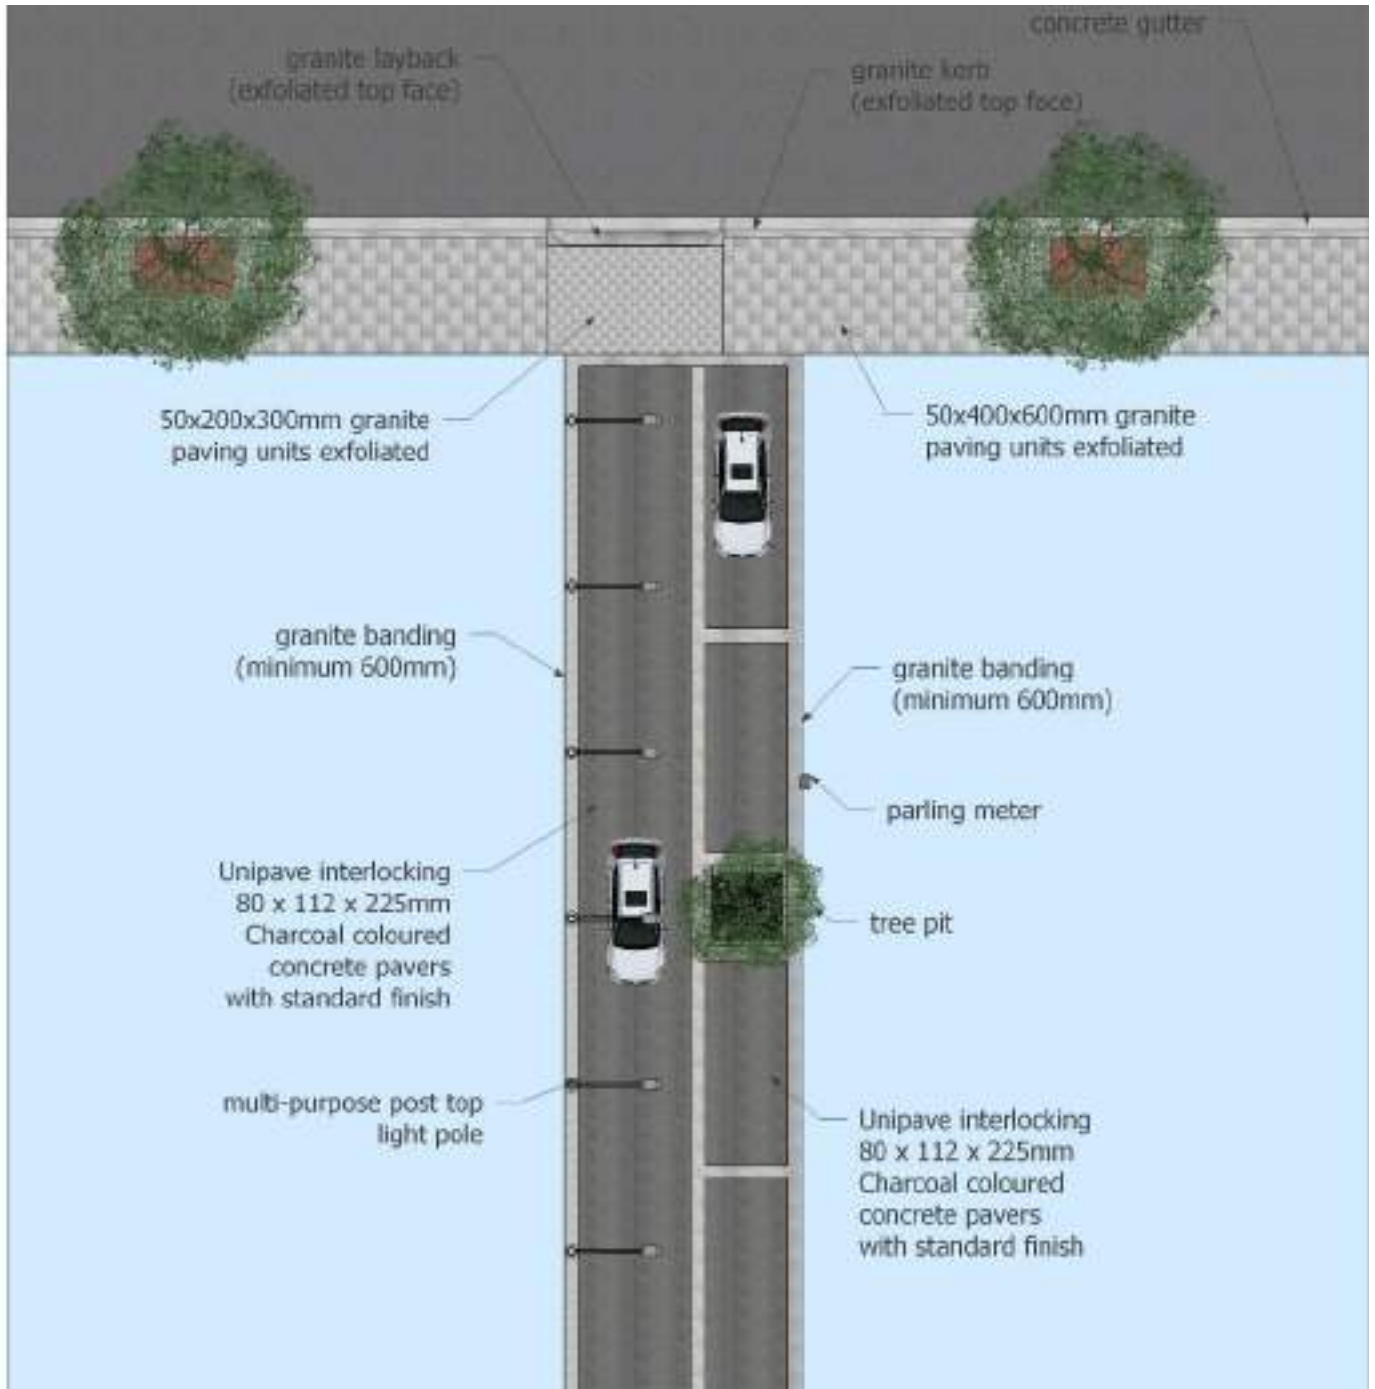 concrete gutter
granite layback
(exfoliated top face)
granite kerb
(exfoliated top face)
50x200x300mm granite
paving units exfoliated
50x400x600mm granite
paving units exfoliated
granite banding
(minimum 600mm)
granite banding
(minimum 600mm)
parling meter
Unipave interlocking
80 x 112 x 225mm
Charcoal coloured
concrete pavers
with standard finish
tree pit
multi-purpose post top
light pole
Unipave interlocking
80 x 112 x 225mm
Charcoal coloured
concrete pavers
with standard finish